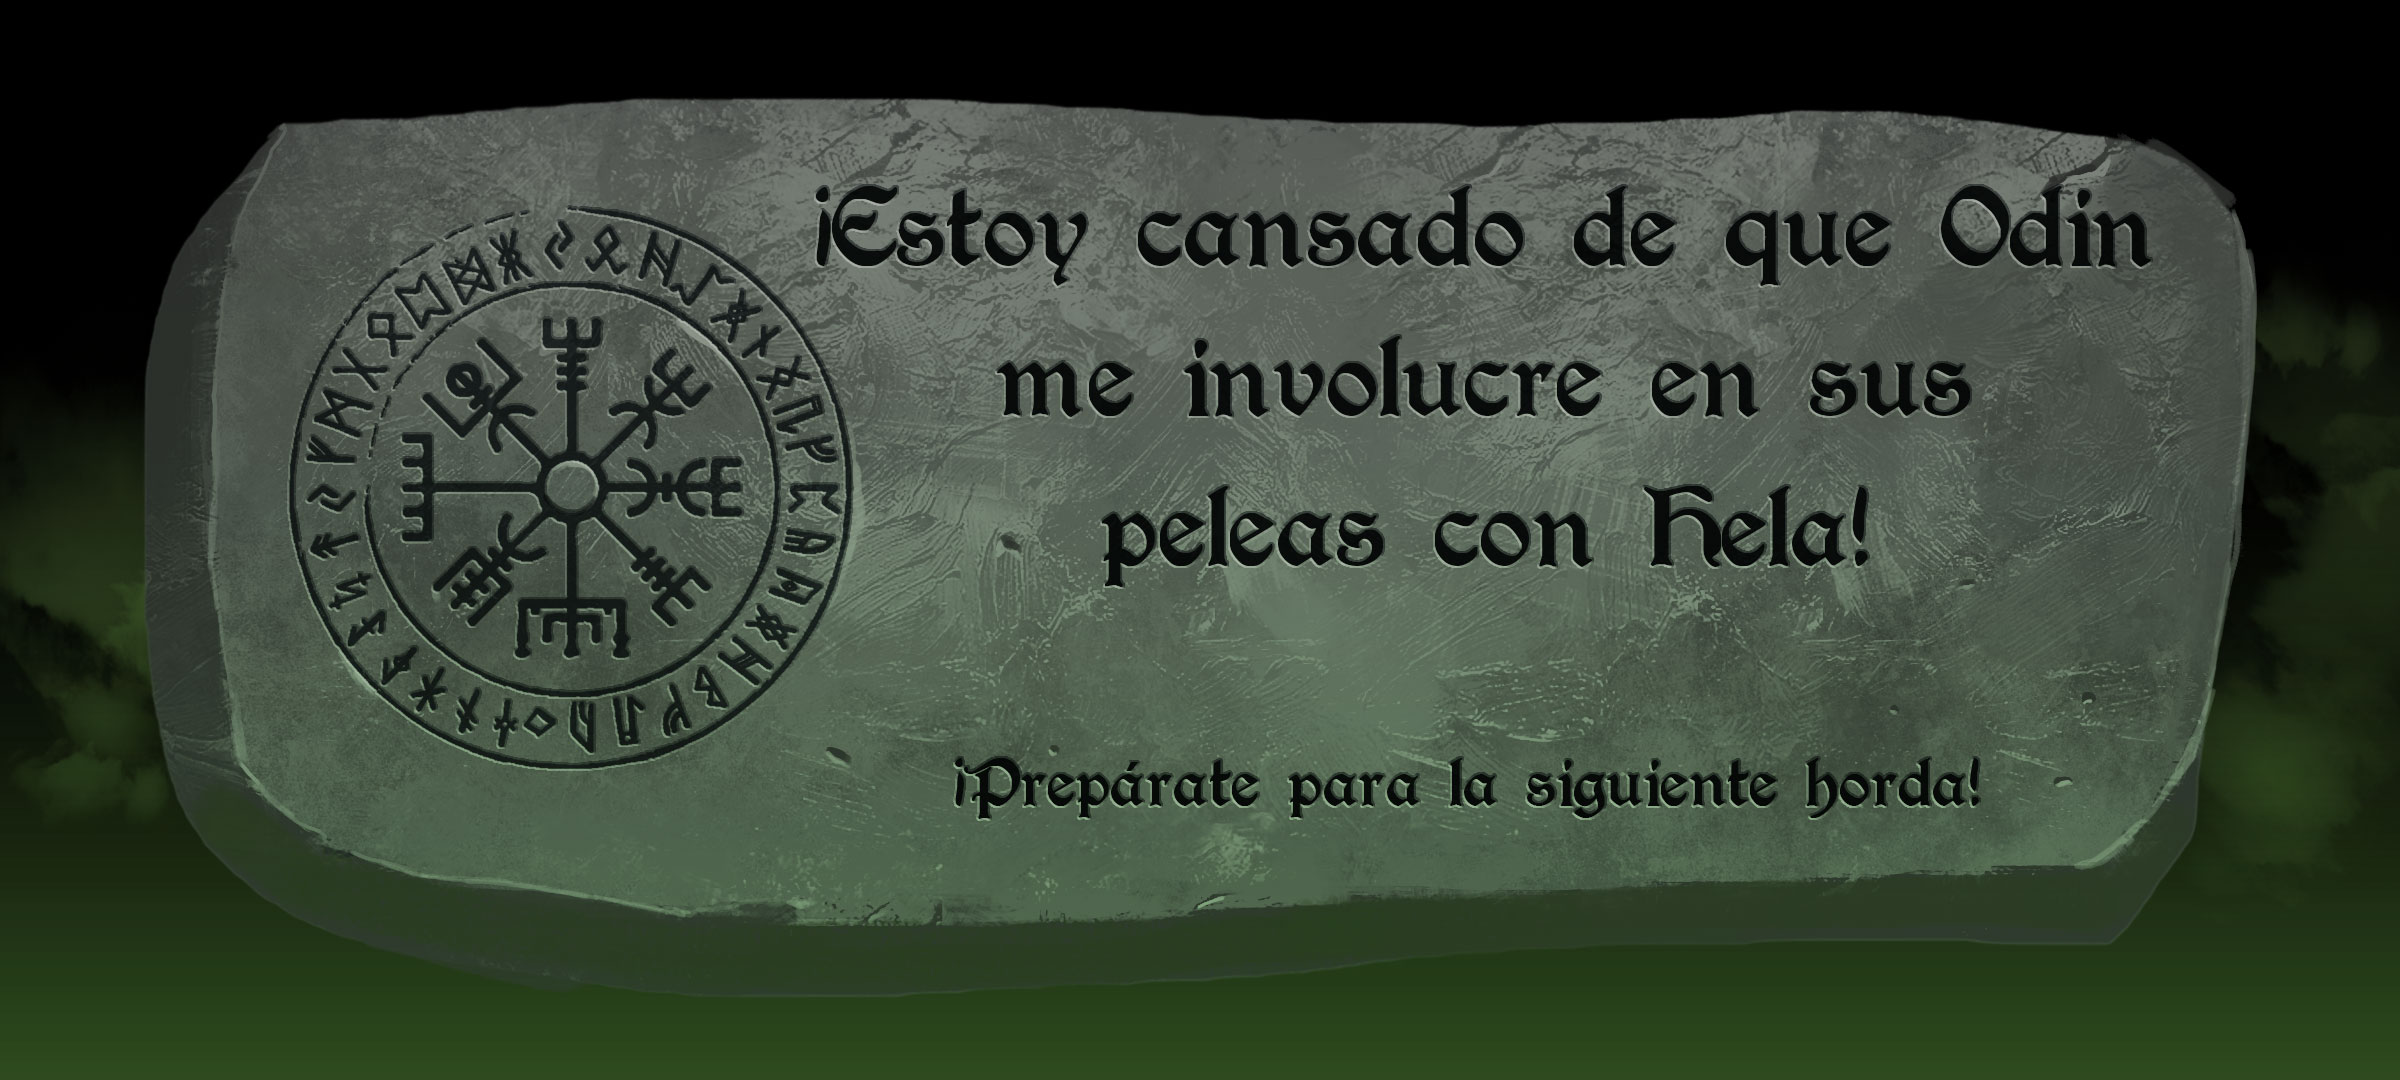 ¡Estoy cansado de que Odin
me involucre en sus
peleas con Hela!
¡Prepárate para la siguiente horda!